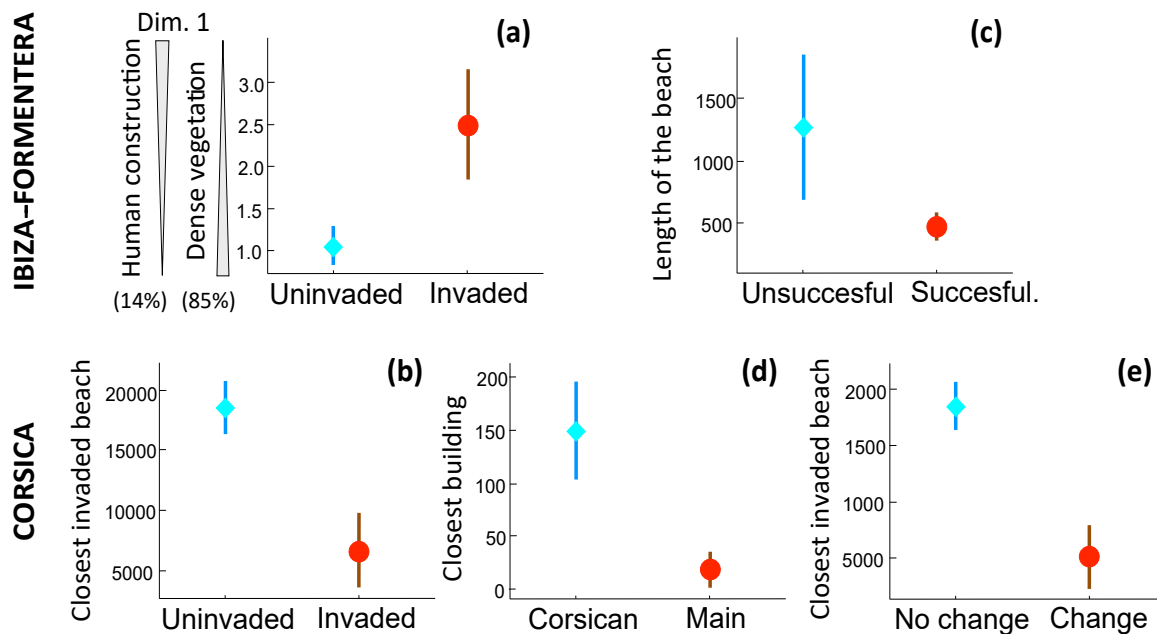 IBIZA–FORMENTERA
Dim. 1
Human construction
Dense vegetation
(14%) (85%)
(a)
3.0
2.5
2.0
1.5
1.0
Uninvaded Invaded
(c)
Length of the beach
1500
1000
500
Unsuccesful Succesful.
CORSICA
(b)
Closest invaded beach
20000
15000
10000
5000
Uninvaded Invaded
(d)
Closest building
200
150
100
50
0
Corsican Main
(e)
Closest invaded beach
2000
1500
1000
5000
No change Change